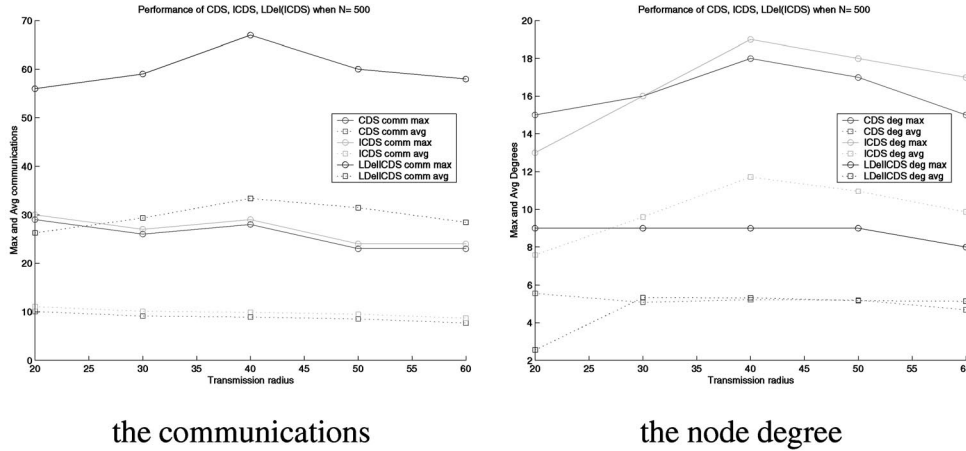 Performance of CDS, ICDS, LDel(ICDS) when N= 500
Max and Avg communications
70
60
50
40
30
20
10
0
20
25
30
35
40
45
50
55
60
Transmission radius
CDS comm max
CDS comm avg
ICDS comm max
ICDS comm avg
LDelICDS comm max
LDelICDS comm avg
the communications
Performance of CDS, ICDS, LDel(ICDS) when N= 500
Max and Avg Degrees
20
18
16
14
12
10
8
6
4
2
20
25
30
35
40
45
50
55
Transmission radius
CDS deg max
CDS deg avg
ICDS deg max
ICDS deg avg
LDelICDS deg max
LDelICDS deg avg
the node degree